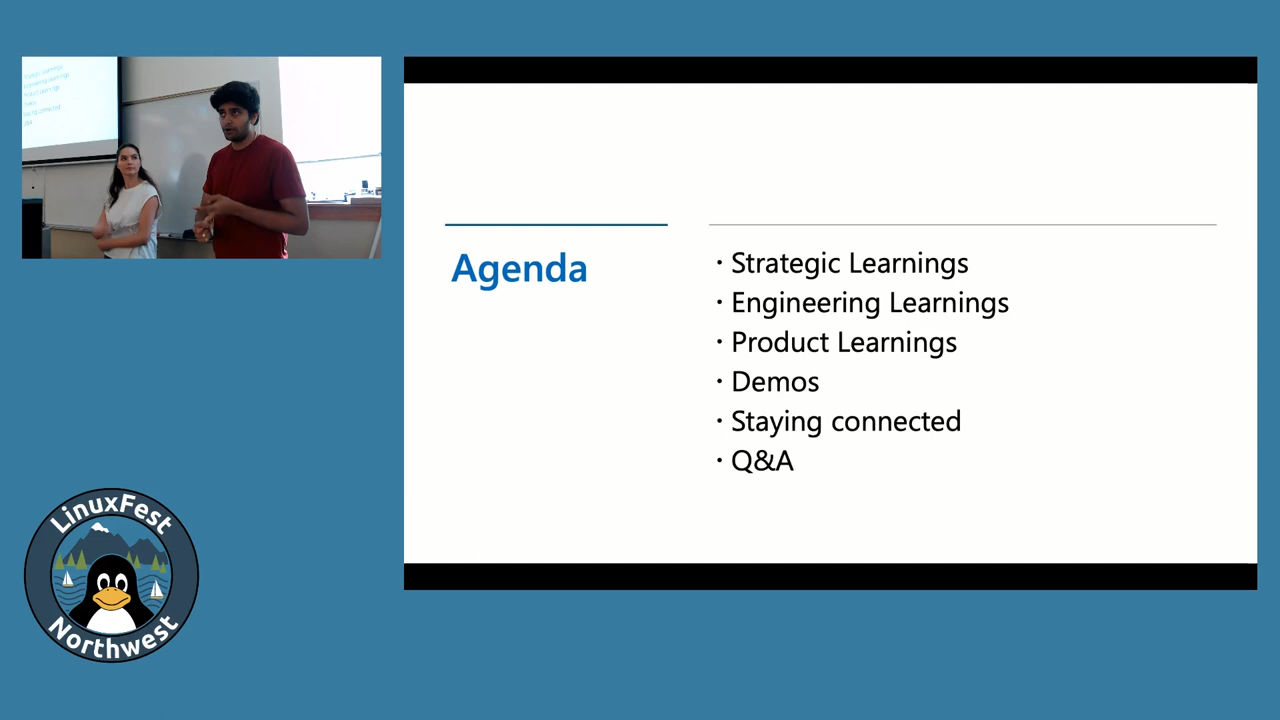 Agenda
· Strategic Learnings
· Engineering Learnings
· Product Learnings
· Demos
· Staying connected
· Q&A
LinuxFest
Northwest